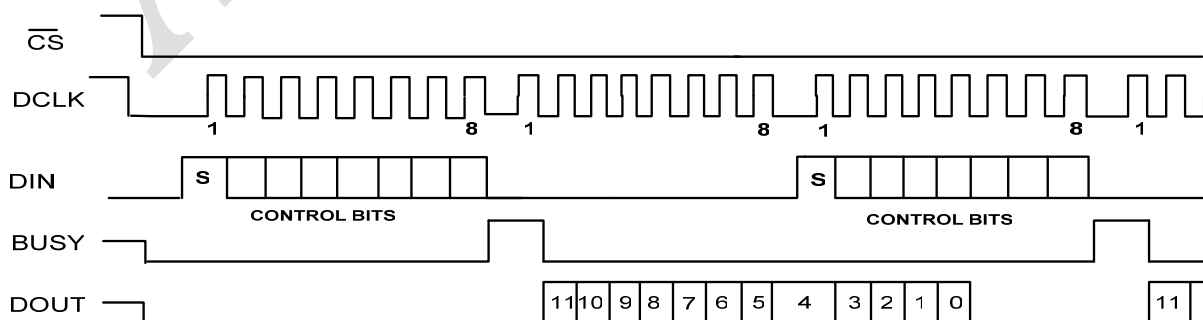 CS
DCLK
1 8 1 8 1 8 1
DIN
S S
CONTROL BITS CONTROL BITS
BUSY
DOUT
11 10 9 8 7 6 5 4 3 2 1 0 11